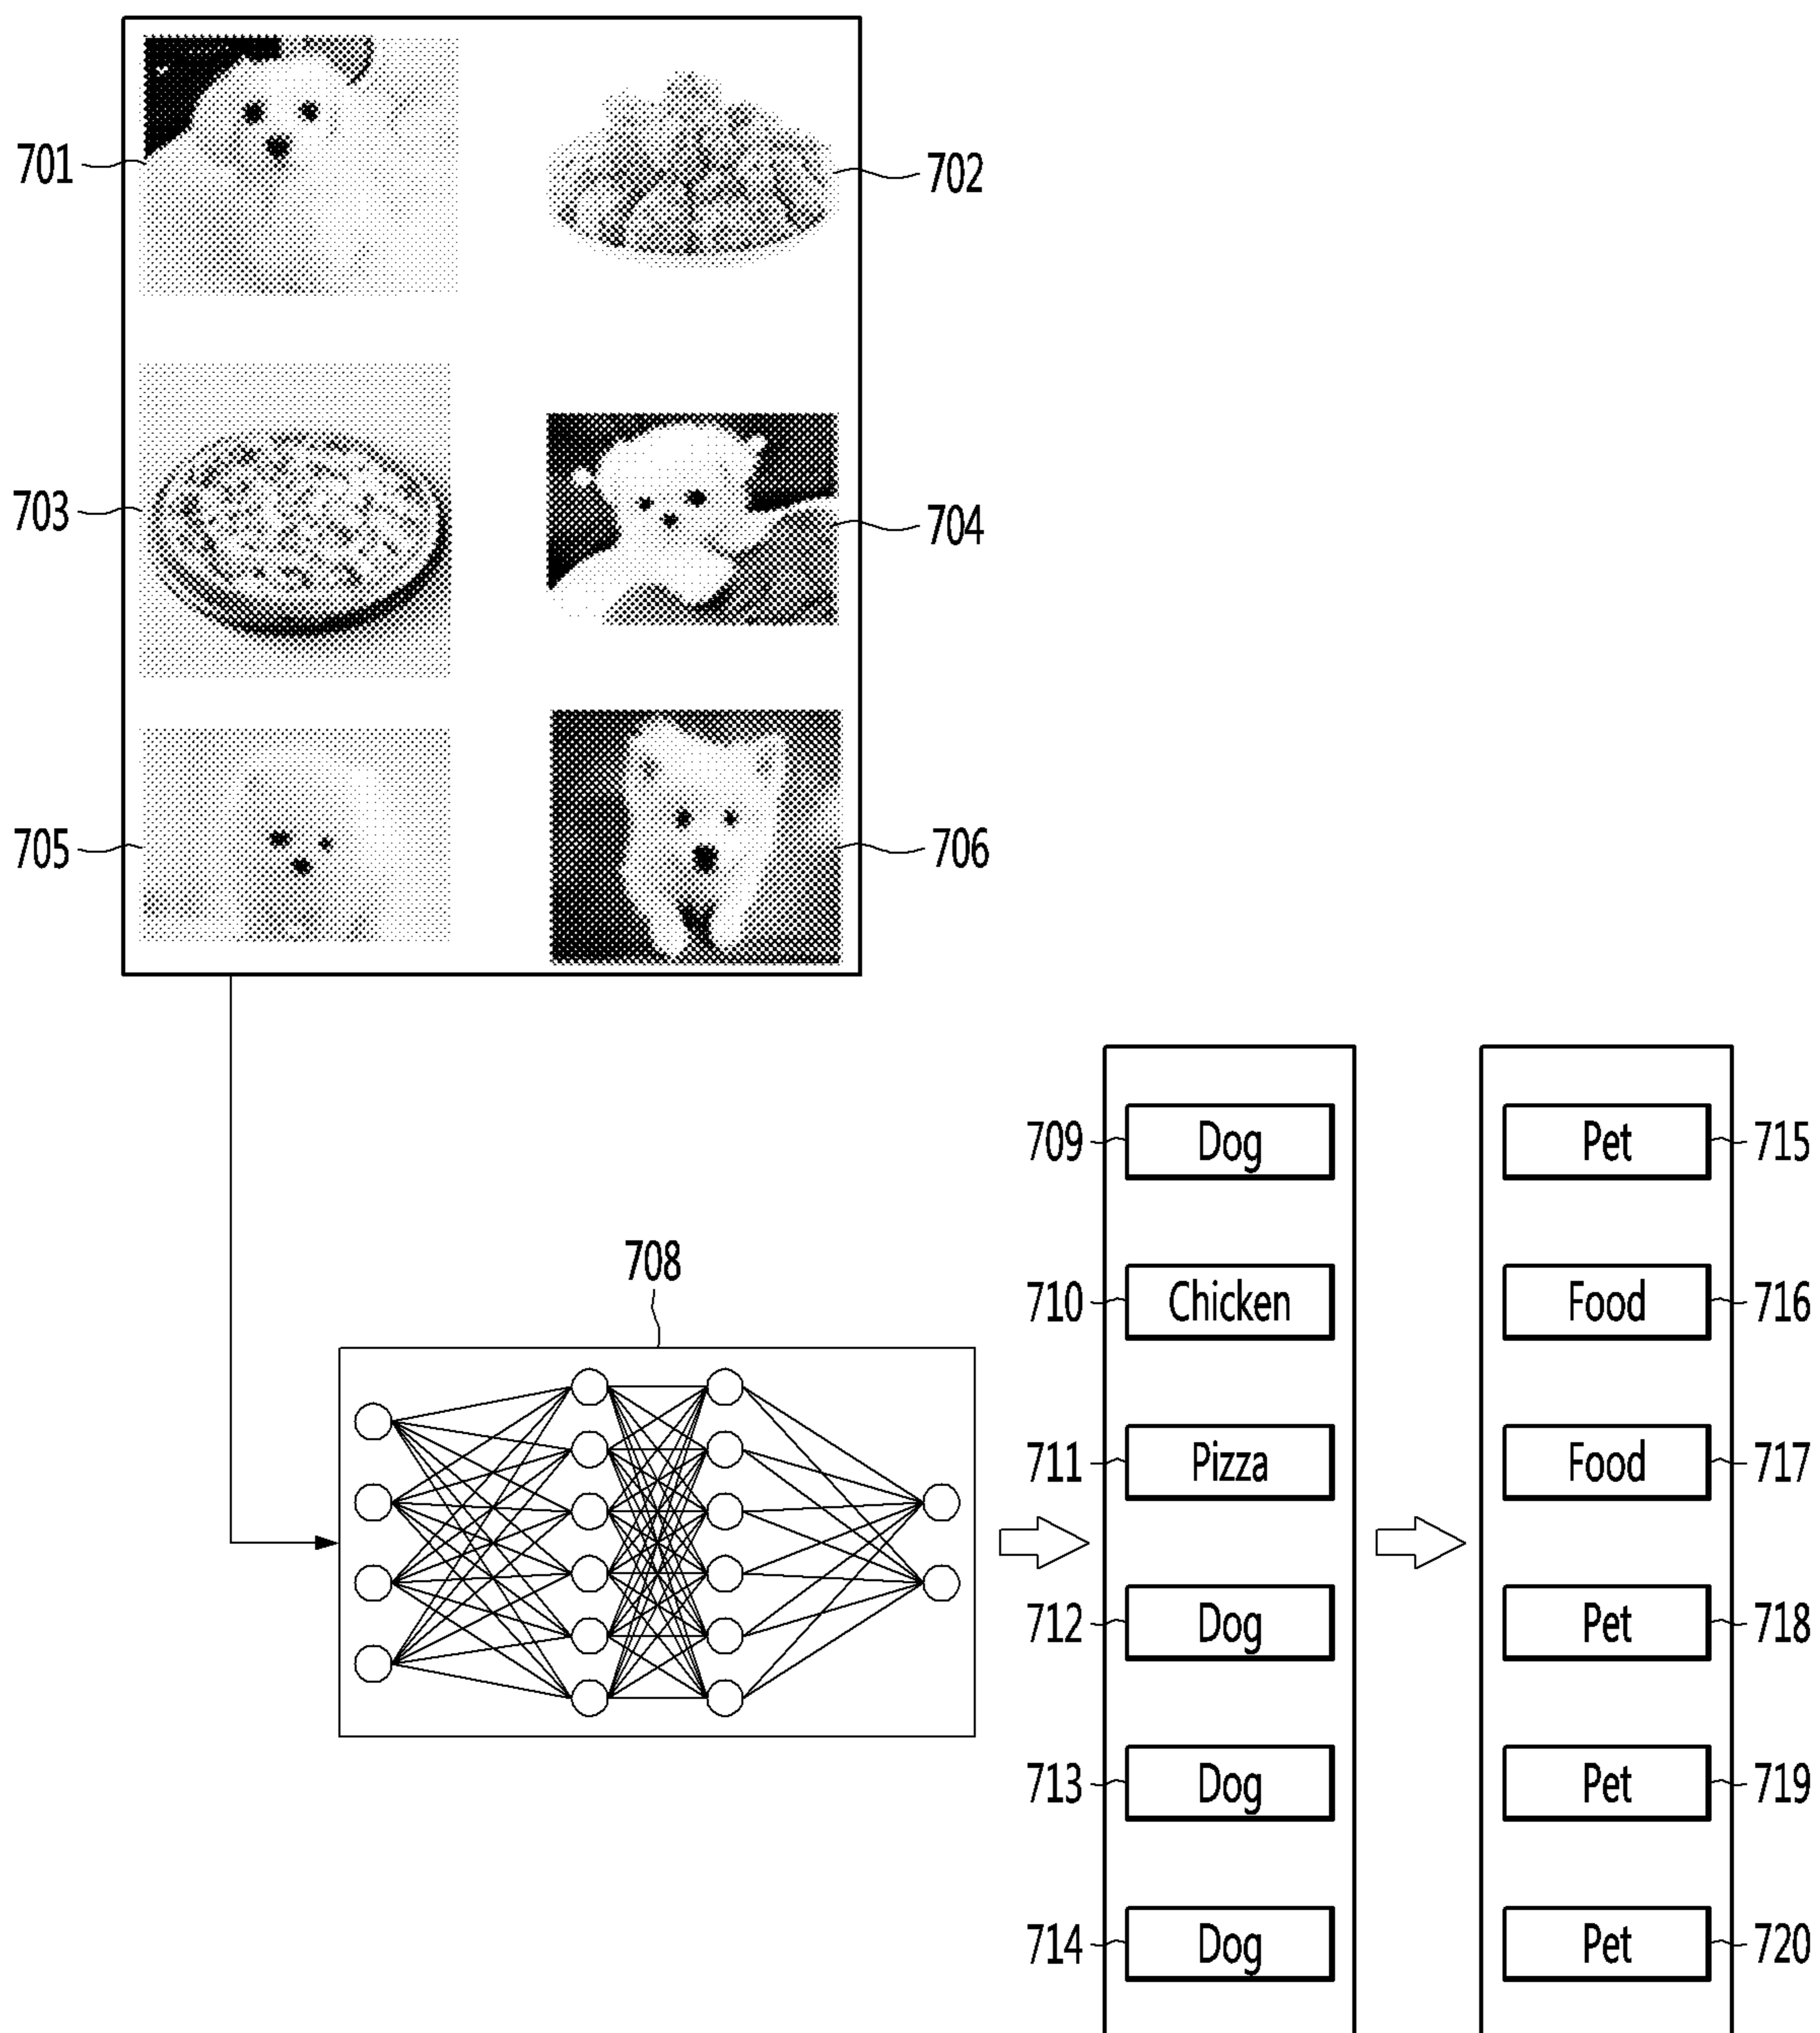 701
702
703
704
705
706
709 Dog Pet 715
708
710 Chicken Food 716
711 Pizza Food 717
712 Dog Pet 718
713 Dog Pet 719
714 Dog Pet 720